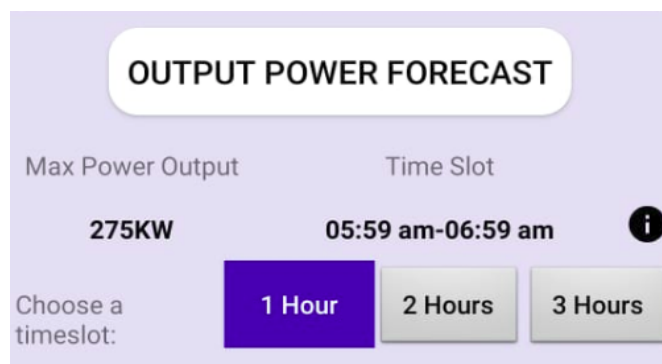 OUTPUT POWER FORECAST
Max Power Output Time Slot
275KW 05:59 am-06:59 am i
Choose a timeslot: 1 Hour 2 Hours 3 Hours